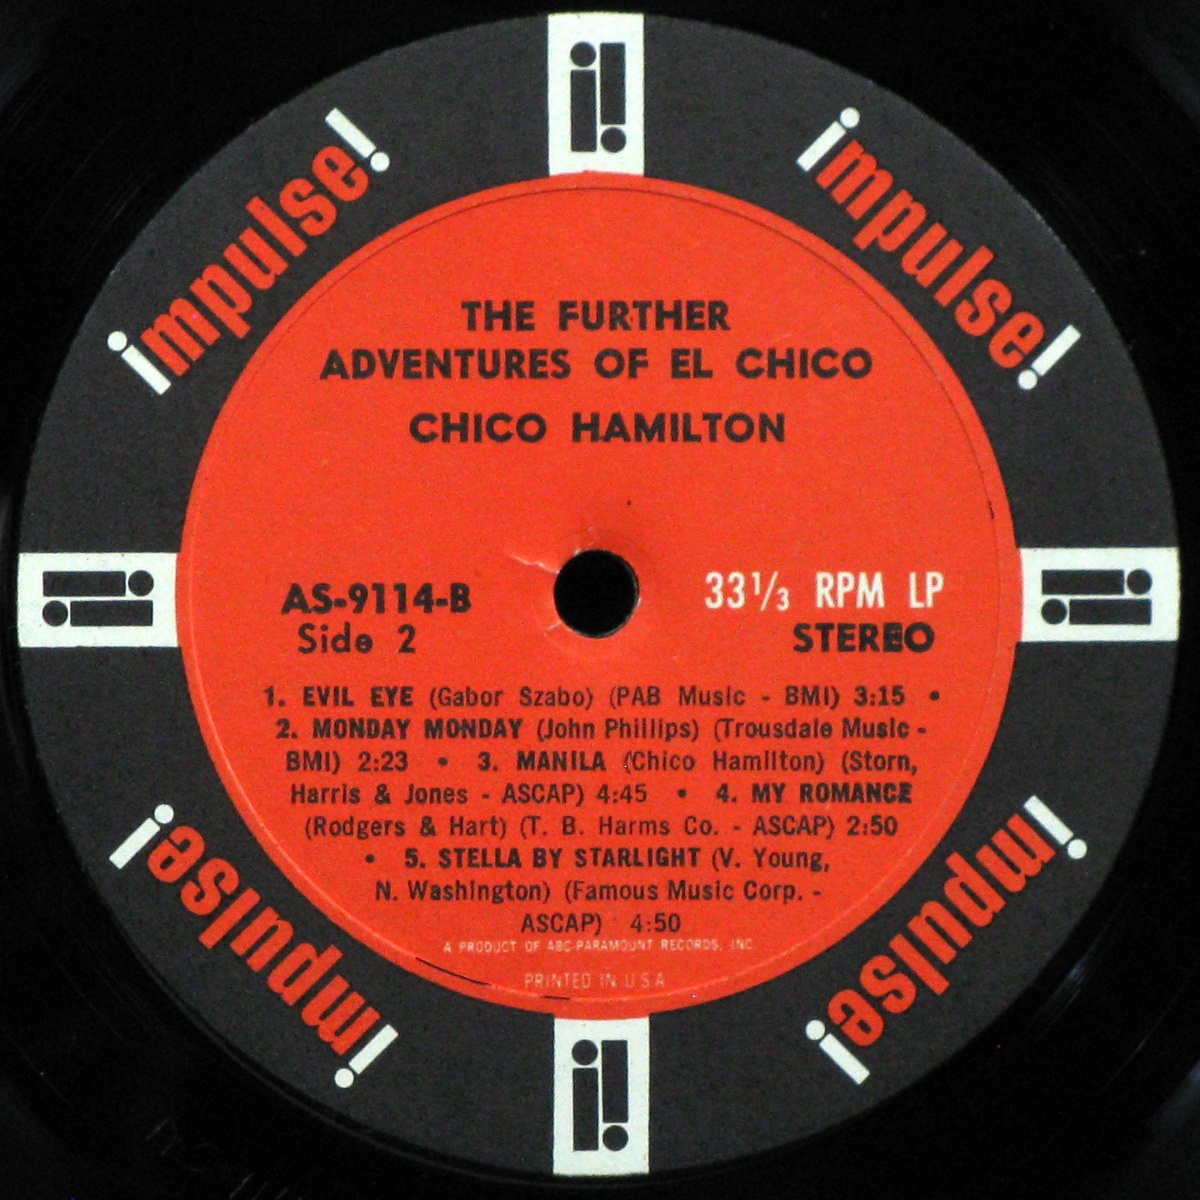 impulse!
impulse!
THE FURTHER
ADVENTURES OF EL CHICO
CHICO HAMILTON
AS-9114-B
Side 2
33 1/3 RPM LP
STEREO
1. EVIL EYE (Gabor Szabo) (PAB Music - BMI) 3:15 •
2. MONDAY MONDAY (John Phillips) (Trousdale Music -
BMI) 2:23 • 3. MANILA (Chico Hamilton) (Storn,
Harris & Jones - ASCAP) 4:45 • 4. MY ROMANCE
(Rodgers & Hart) (T. B. Harms Co. - ASCAP) 2:50
• 5. STELLA BY STARLIGHT (V. Young,
N. Washington) (Famous Music Corp. -
ASCAP) 4:50
A PRODUCT OF ABC-PARAMOUNT RECORDS, INC.
PRINTED IN U S A
impulse!
impulse!